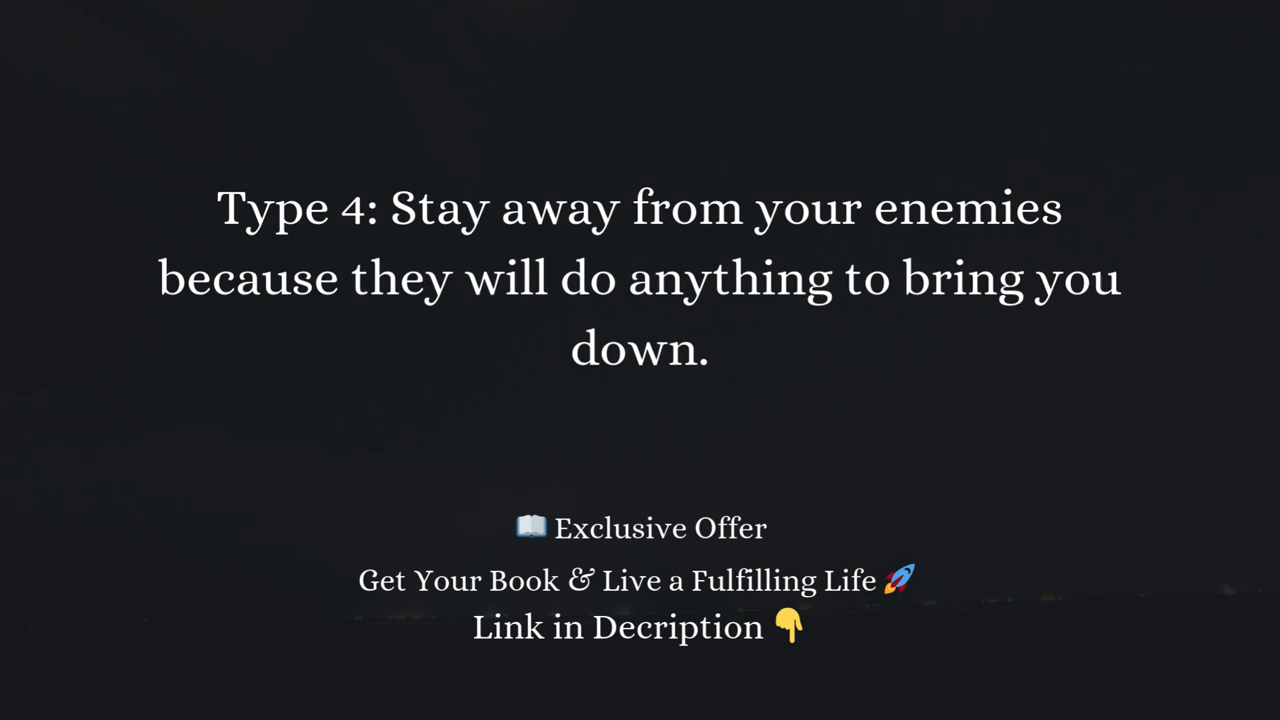 Type 4: Stay away from your enemies
because they will do anything to bring you
down.
📖 Exclusive Offer
Get Your Book & Live a Fulfilling Life 🚀
Link in Decription 👇